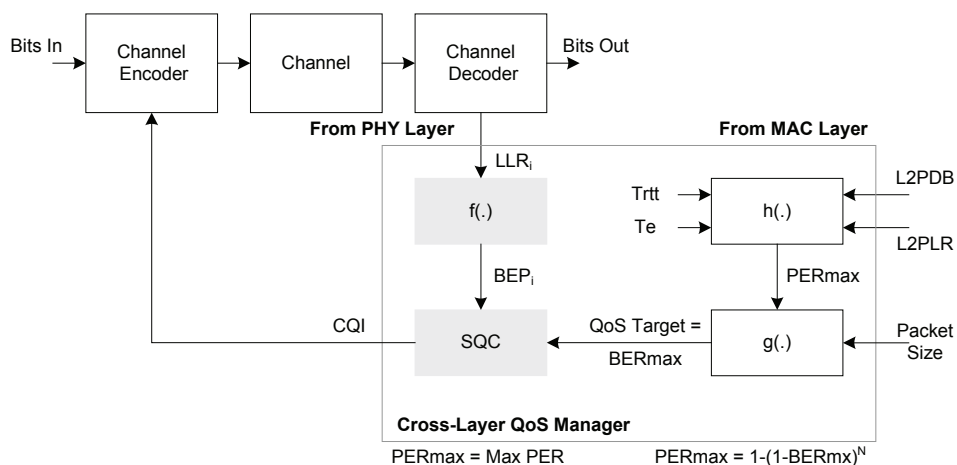 Bits In
Channel
Encoder
Channel
Channel
Decoder
Bits Out
From PHY Layer
From MAC Layer
LLRi
f(.)
Trtt
Te
h(.)
L2PDB
L2PLR
BEPi
PERmax
CQI
SQC
QoS Target =
BERmax
g(.)
Packet
Size
Cross-Layer QoS Manager
PERmax = Max PER
PERmax = 1-(1-BERmx)N